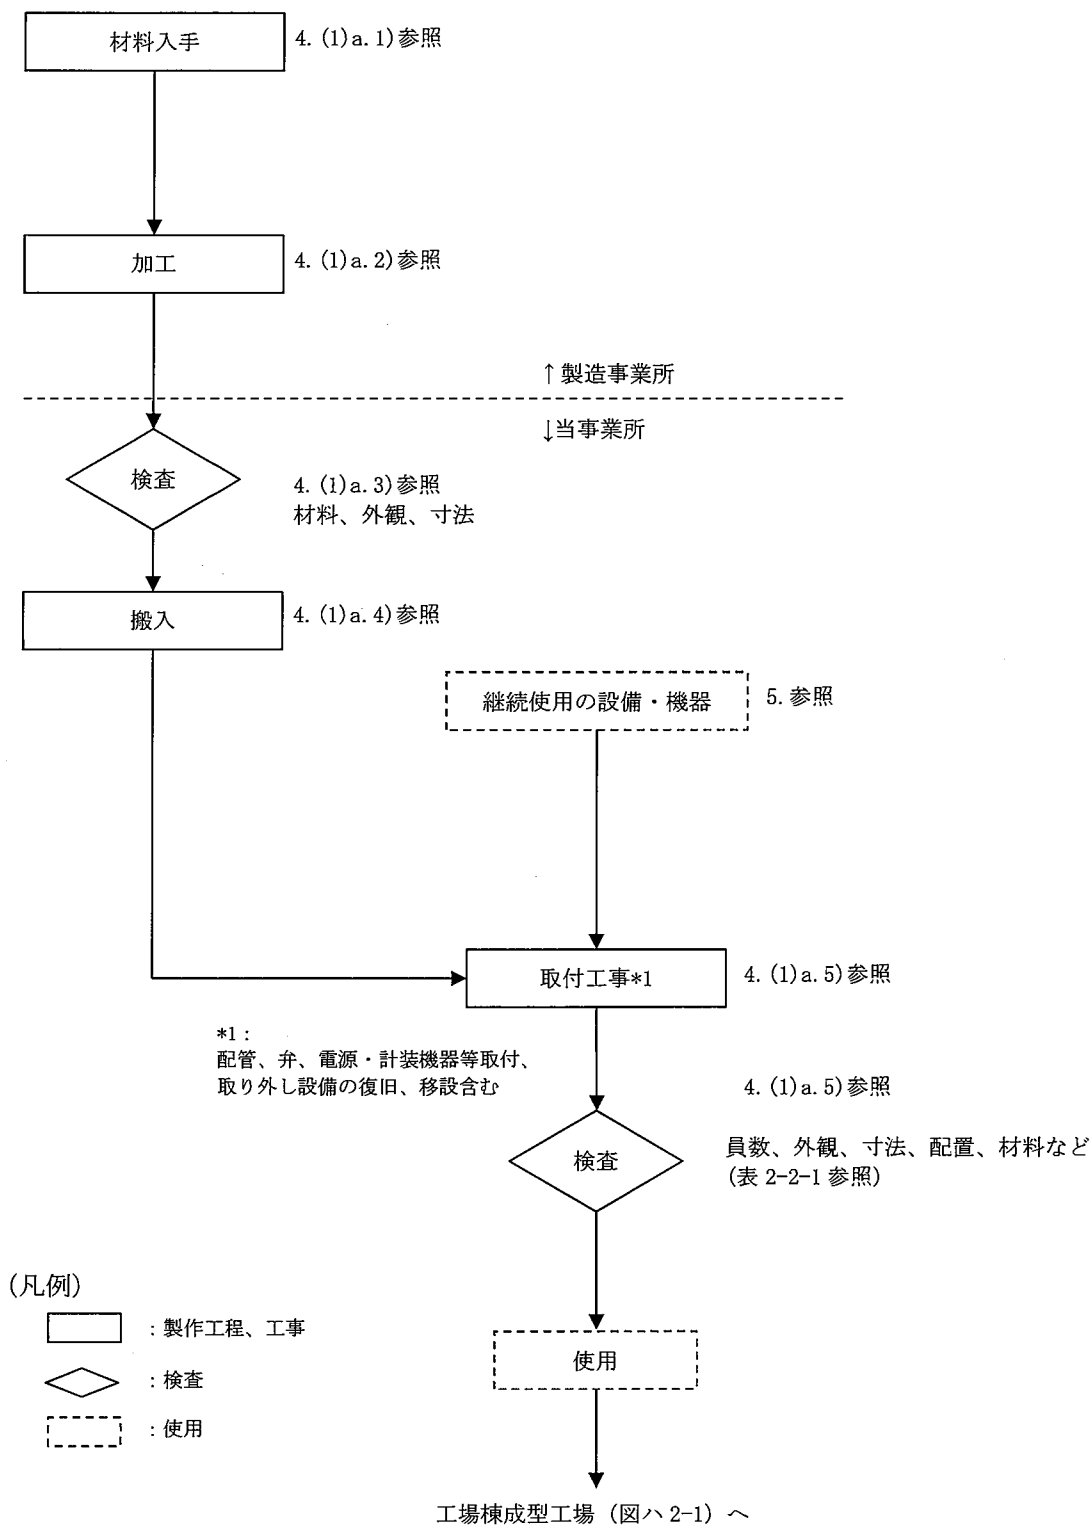 材料入手
4. (1)a.1)参照
加工
4. (1)a.2)参照
↑製造事業所
↓当事業所
検査
4. (1)a.3)参照
材料、外観、寸法
搬入
4. (1)a.4)参照
継続使用の設備・機器
5. 参照
取付工事*1
4. (1)a.5)参照
*1：
配管、弁、電源・計装機器等取付、
取り外し設備の復旧、移設含む
4. (1)a.5)参照
検査
員数、外観、寸法、配置、材料など
(表 2-2-1 参照)
(凡例)
：製作工程、工事
：検査
：使用
使用
工場棟成型工場（図ハ 2-1）へ